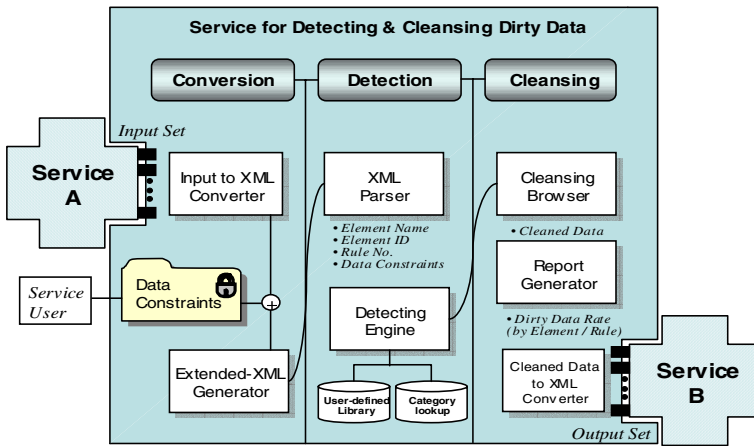 Service for Detecting & Cleansing Dirty Data
Conversion
Detection
Cleansing
Input Set
Service
A
Input to XML
Converter
XML
Parser
• Element Name
• Element ID
• Rule No.
• Data Constraints
Cleansing
Browser
• Cleaned Data
Report
Generator
• Dirty Data Rate
(by Element / Rule)
Service
User
Data
Constraints
+
Detecting
Engine
Extended-XML
Generator
User-defined
Library
Category
lookup
Cleaned Data
to XML
Converter
Service
B
Output Set